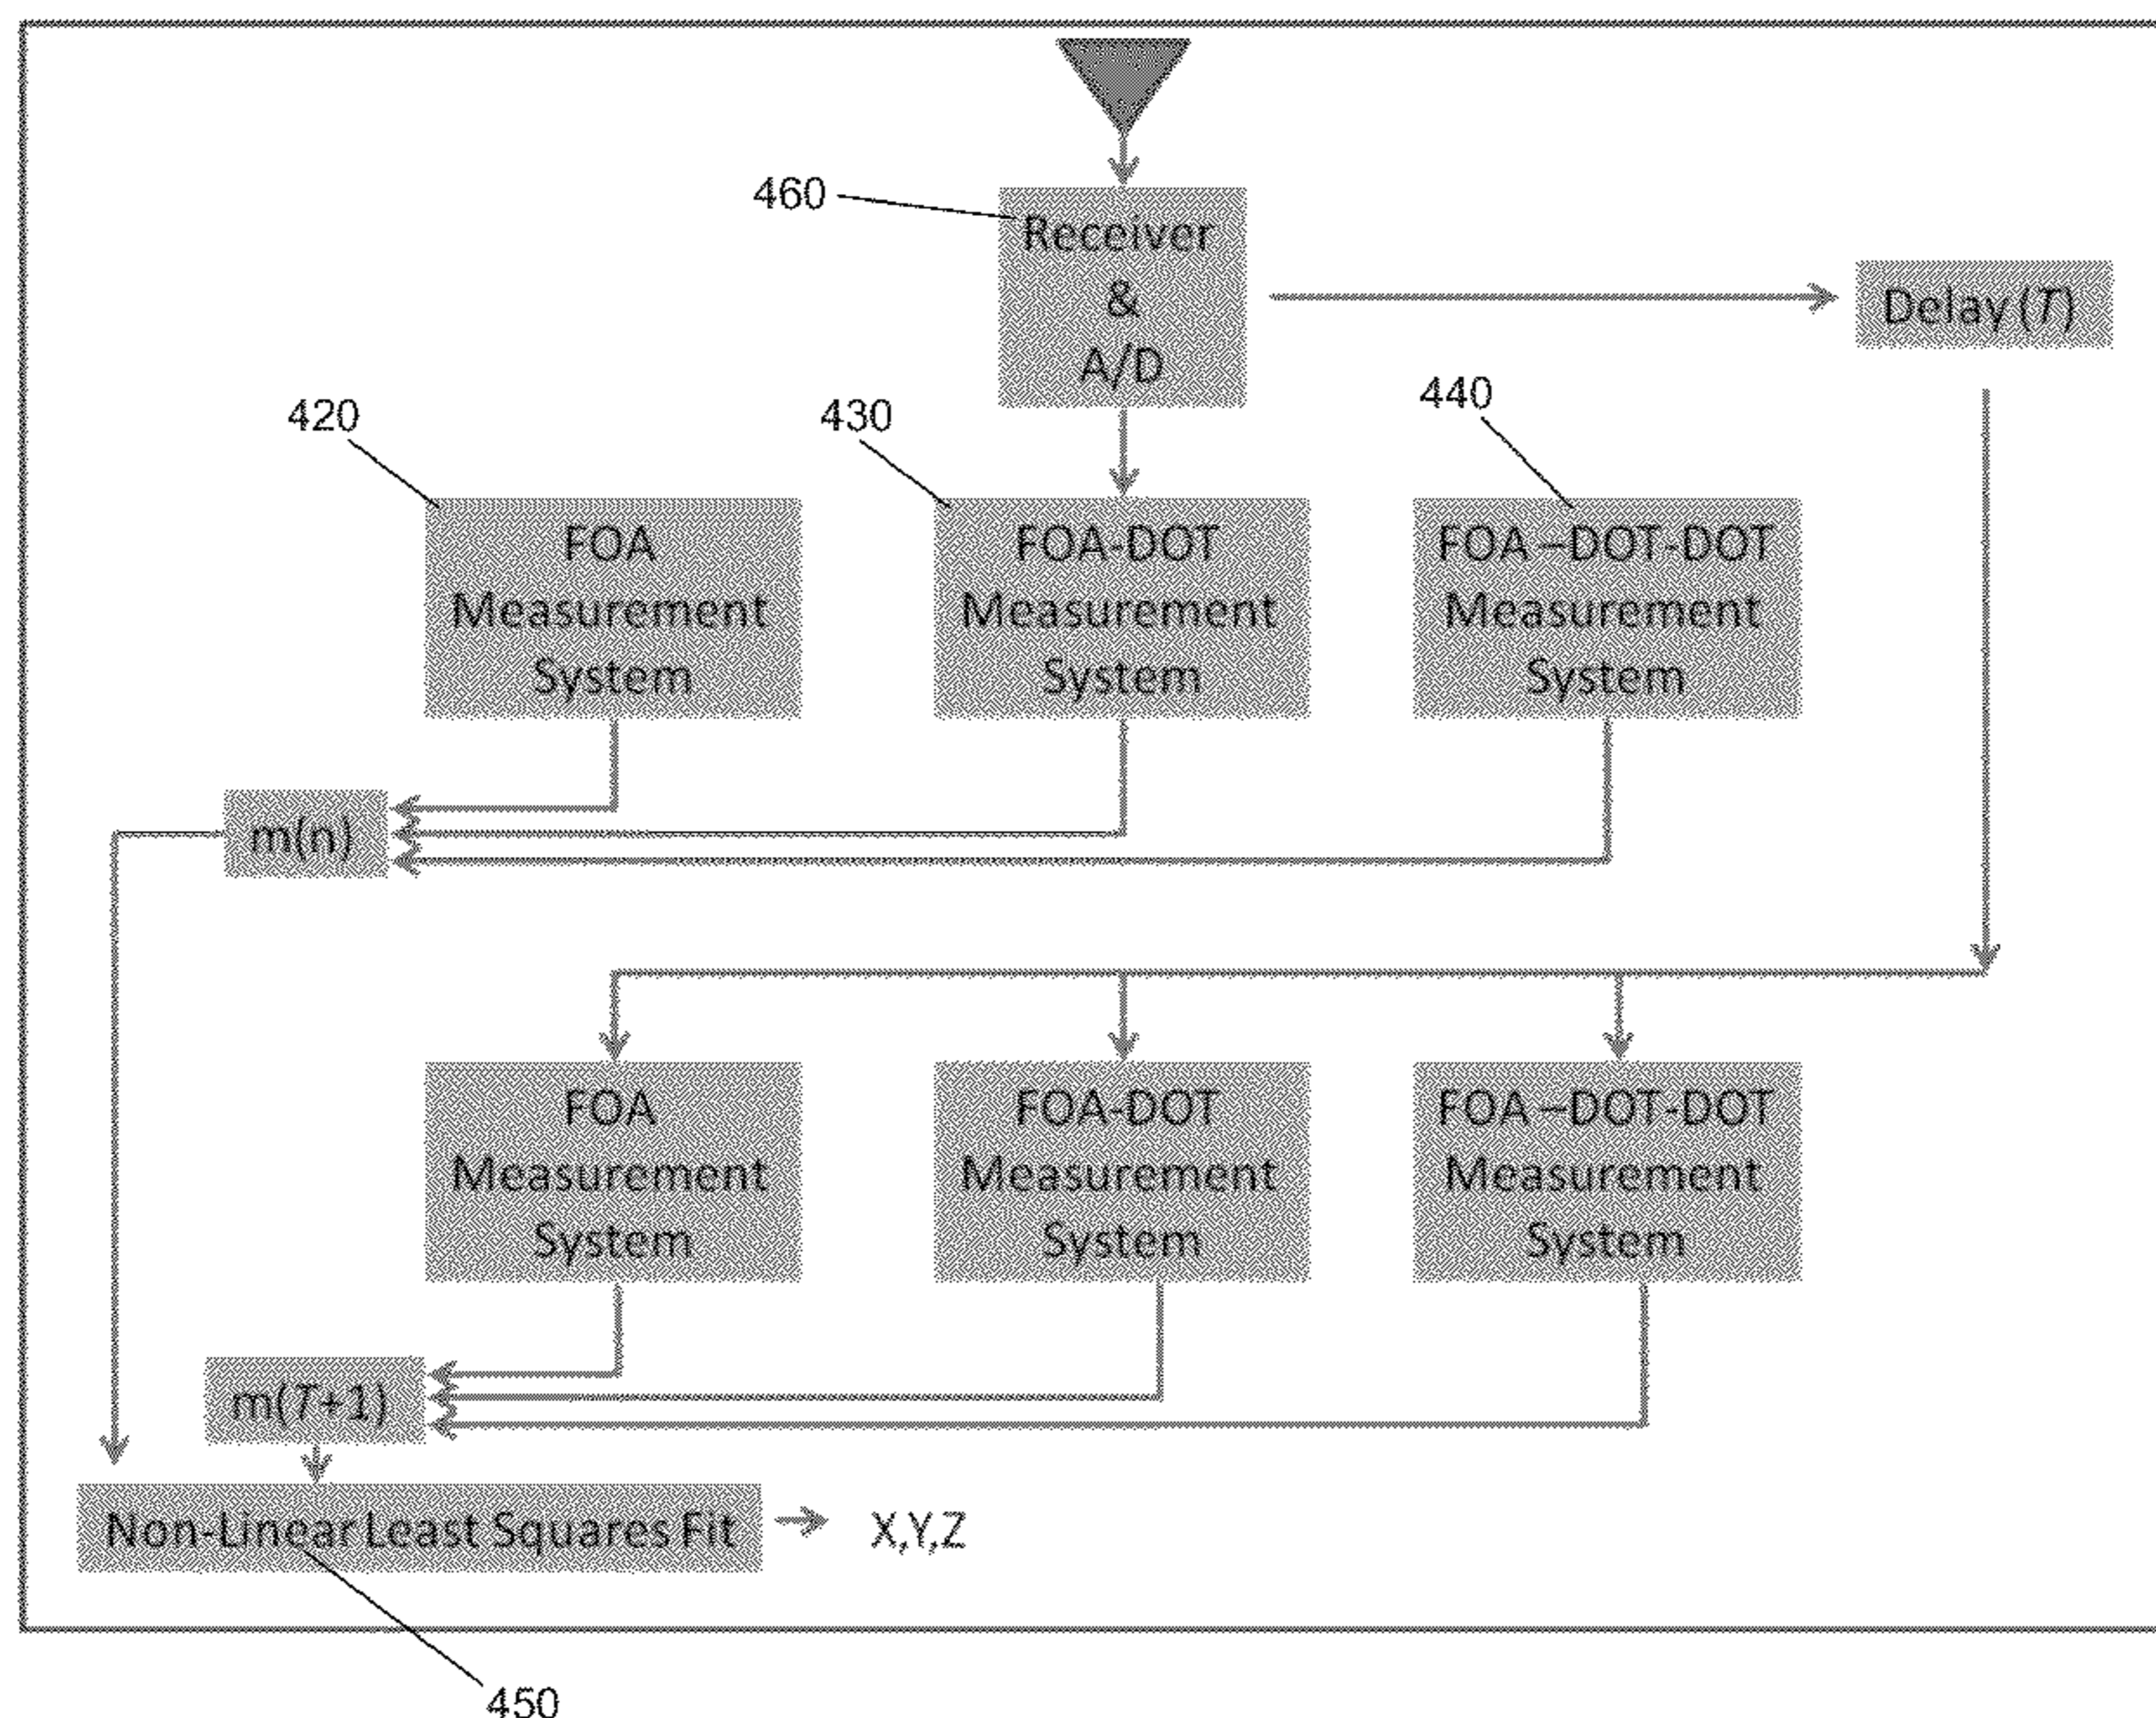 460
Receiver
&
A/D
Delay (T)
420
430
440
FOA
Measurement
System
FOA-DOT
Measurement
System
FOA –DOT-DOT
Measurement
System
m(n)
FOA
Measurement
System
FOA-DOT
Measurement
System
FOA –DOT-DOT
Measurement
System
m(T+1)
Non-Linear Least Squares Fit
X,Y,Z
450